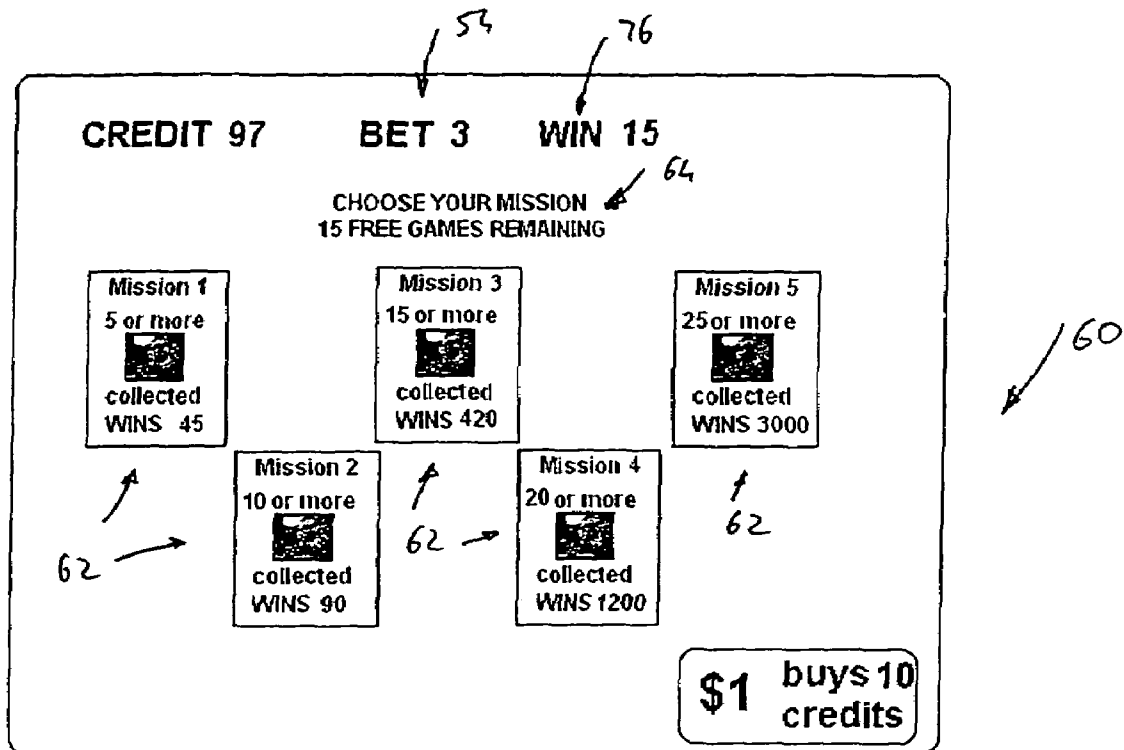 54
76
CREDIT 97 BET 3 WIN 15
64
CHOOSE YOUR MISSION
15 FREE GAMES REMAINING
Mission 1
5 or more
collected
WINS 45
Mission 3
15 or more
collected
WINS 420
Mission 5
25 or more
collected
WINS 3000
60
Mission 2
10 or more
collected
WINS 90
Mission 4
20 or more
collected
WINS 1200
62
62
62
$1 buys 10
credits